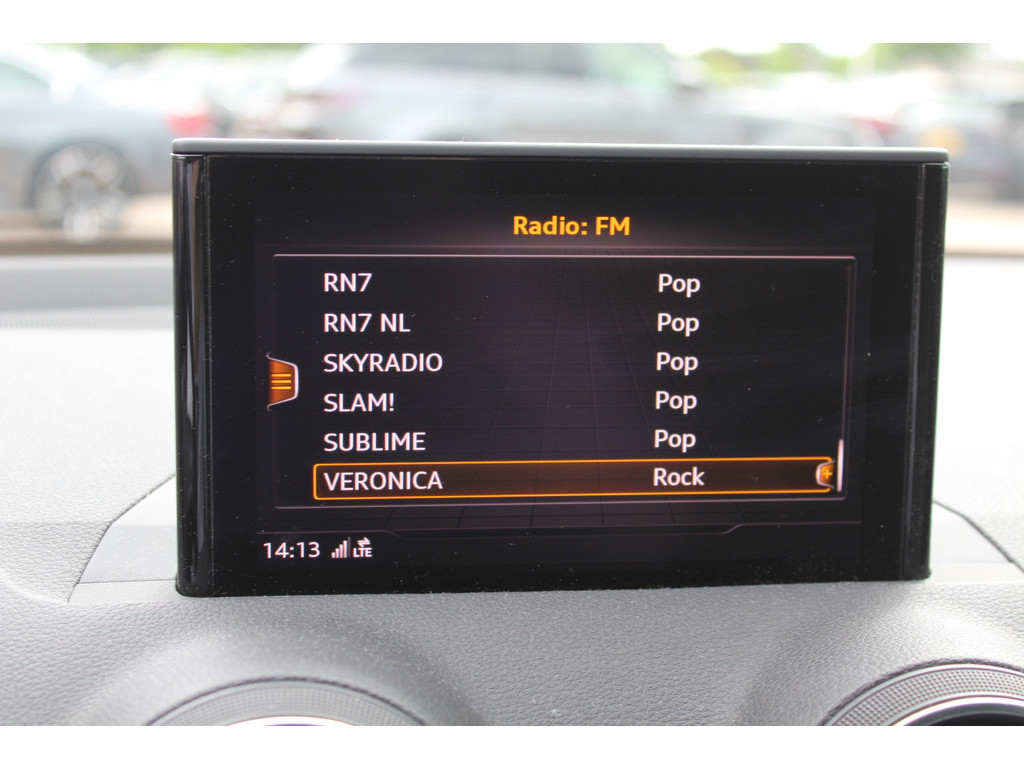 Radio: FM
RN7 Pop
RN7 NL Pop
SKYRADIO Pop
SLAM! Pop
SUBLIME Pop
VERONICA Rock
14:13 LTE